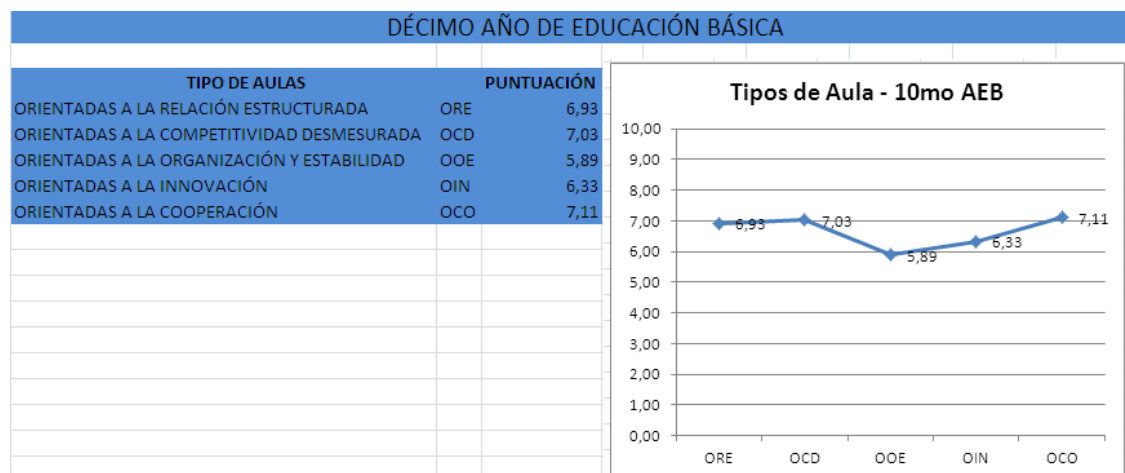 DÉCIMO AÑO DE EDUCACIÓN BÁSICA
TIPO DE AULAS PUNTUACIÓN
ORIENTADAS A LA RELACIÓN ESTRUCTURADA ORE 6,93
ORIENTADAS A LA COMPETITIVIDAD DESMESURADA OCD 7,03
ORIENTADAS A LA ORGANIZACIÓN Y ESTABILIDAD OOE 5,89
ORIENTADAS A LA INNOVACIÓN OIN 6,33
ORIENTADAS A LA COOPERACIÓN OCO 7,11
Tipos de Aula - 10mo AEB
10,00
9,00
8,00
7,00
6,00
5,00
4,00
3,00
2,00
1,00
0,00
6,93 7,03 5,89 6,33 7,11
ORE OCD OOE OIN OCO